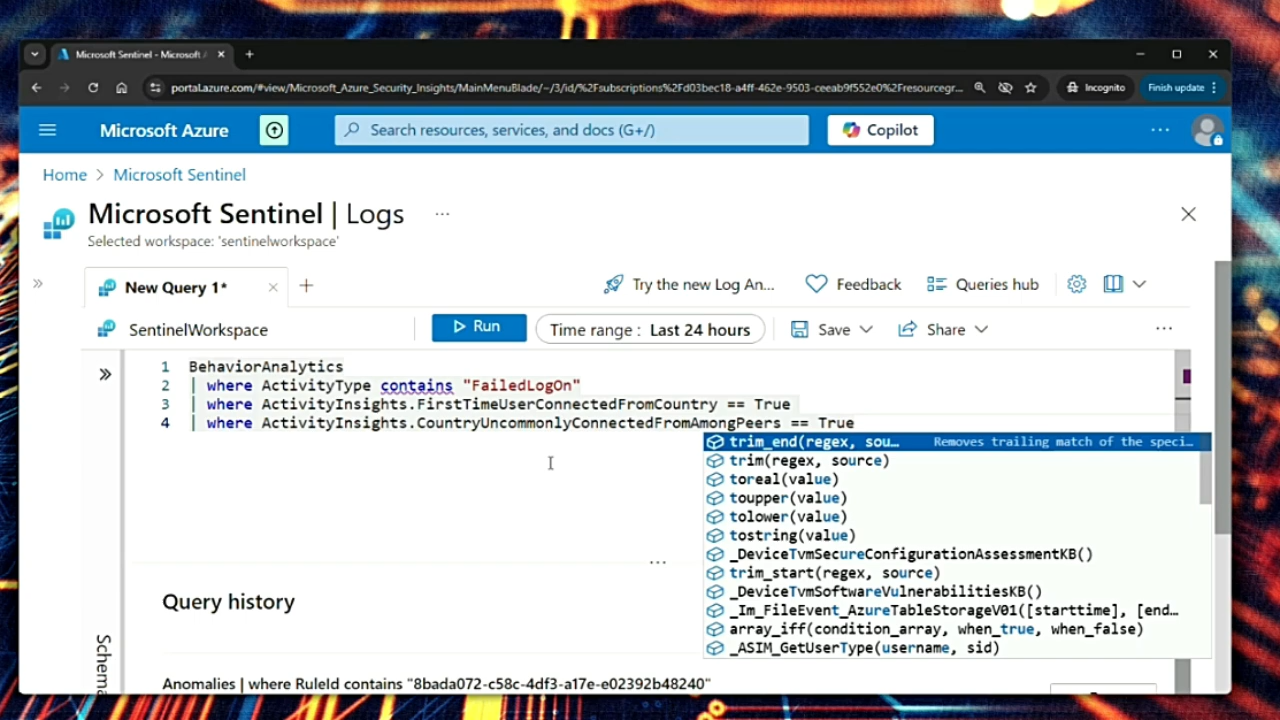 Microsoft Sentinel - Microsoft A
portal.azure.com/#view/Microsoft_Azure_Security_Insights/MainMenuBlade/~/3/id/%2Fsubscriptions%2Fd03bec18-a4ff-462e-9503-ceeab9f552e0%2Fresourcegr...
Incognito
Finish update
Microsoft Azure
Search resources, services, and docs (G+/)
Copilot
...
Home > Microsoft Sentinel
Microsoft Sentinel | Logs
...
Selected workspace: 'sentinelworkspace'
New Query 1*
Try the new Log An...
Feedback
Queries hub
SentinelWorkspace
Run
Time range : Last 24 hours
Save
Share
...
1 BehaviorAnalytics
2 | where ActivityType contains "FailedLogOn"
3 | where ActivityInsights.FirstTimeUserConnectedFromCountry == True
4 | where ActivityInsights.CountryUncommonlyConnectedFromAmongPeers == True
trim_end(regex, sou... Removes trailing match of the speci...
trim(regex, source)
toreal(value)
toupper(value)
tolower(value)
tostring(value)
_DeviceTvmSecureConfigurationAssessmentKB()
trim_start(regex, source)
_DeviceTvmSoftwareVulnerabilitiesKB()
_Im_FileEvent_AzureTableStorageV01([starttime], [end...
array_iff(condition_array, when_true, when_false)
_ASIM_GetUserType(username, sid)
...
Query history
Schema
Anomalies | where RuleId contains "8bada072-c58c-4df3-a17e-e02392b48240"